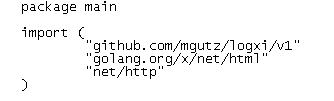 package main
import (
"github.com/mgutz/logxi/v1"
"golang.org/x/net/html"
"net/http"
)